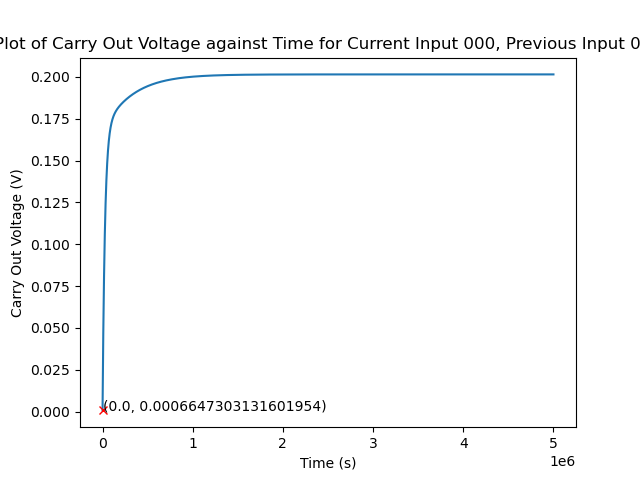 Plot of Carry Out Voltage against Time for Current Input 000, Previous Input 0
0.200
0.175
0.150
0.125
0.100
0.075
0.050
0.025
0.000
Carry Out Voltage (V)
(0.0, 0.0006647303131601954)
0 1 2 3 4 5
1e6
Time (s)